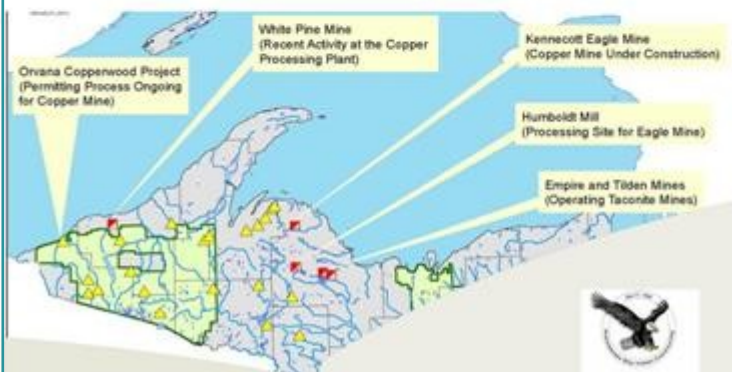 White Pine Mine
(Recent Activity at the Copper
Processing Plant)
Kennecott Eagle Mine
(Copper Mine Under Construction)
Orvana Copperwood Project
(Permitting Process Ongoing
for Copper Mine)
Humboldt Mill
(Processing Site for Eagle Mine)
Empire and Tilden Mines
(Operating Taconite Mines)